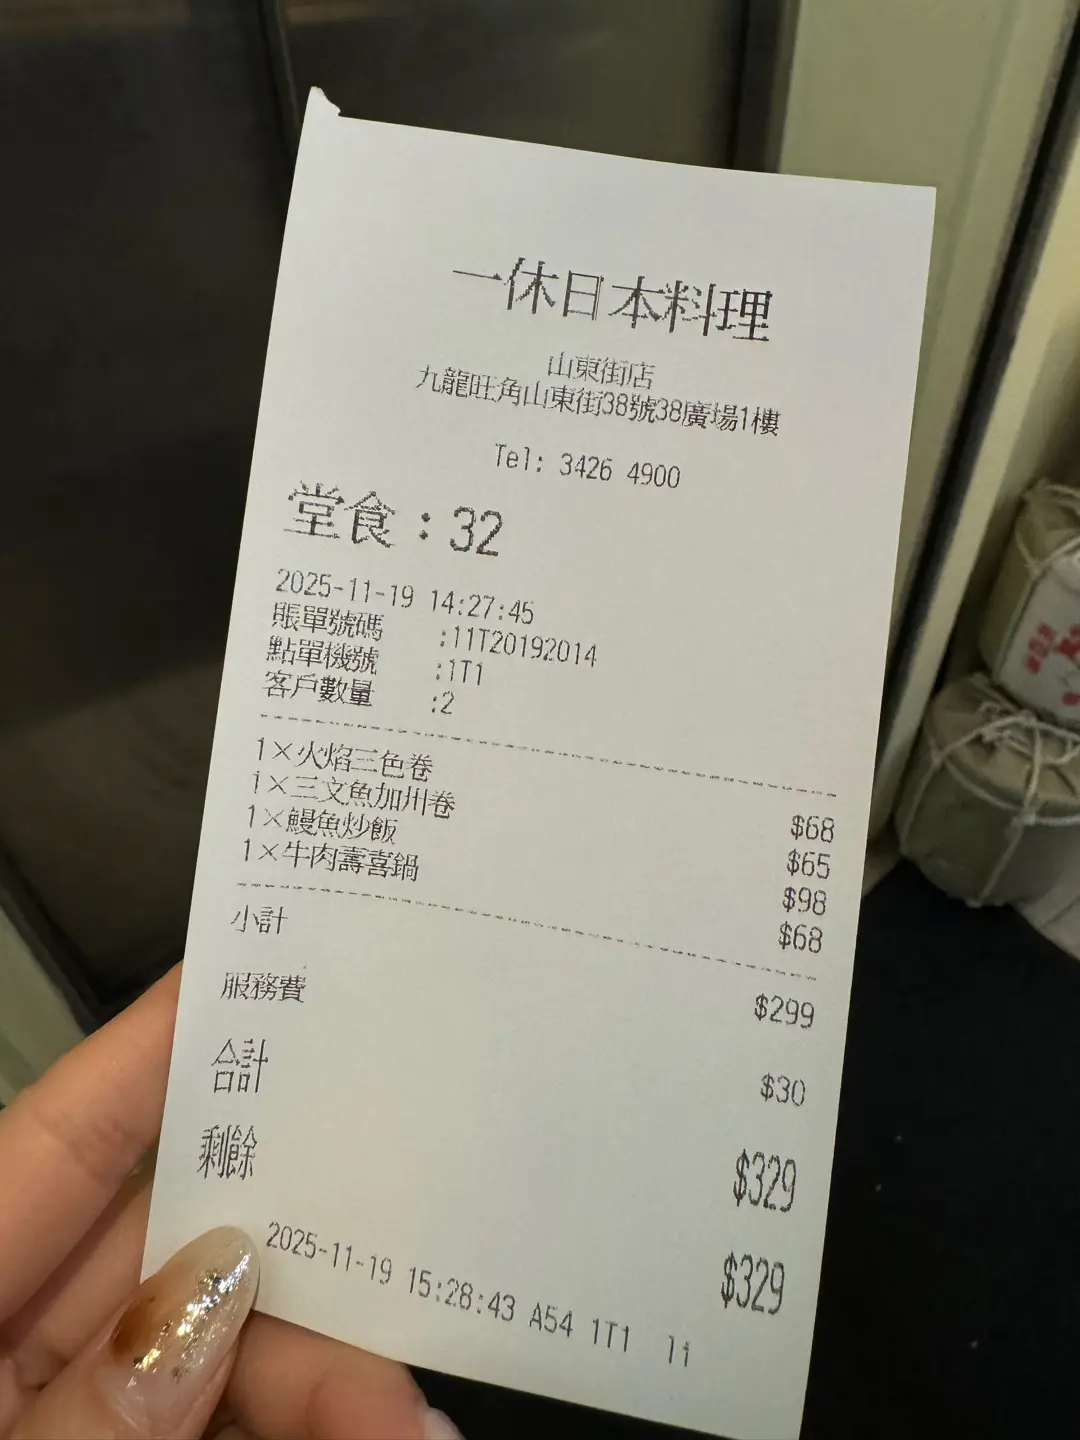 一休日本料理
山東街店
九龍旺角山東街38號38廣場1樓
Tel: 3426 4900
堂食：32
2025-11-19 14:27:45
賬單號碼 :11T20192014
點單機號 :1T1
客戶數量 :2
1×火焰三色卷 $68
1×三文魚加州卷 $65
1×鰻魚炒飯 $98
1×牛肉壽喜鍋 $68
小計 $299
服務費 $30
合計 $329
剩餘 $329
2025-11-19 15:28:43 A54 1T1